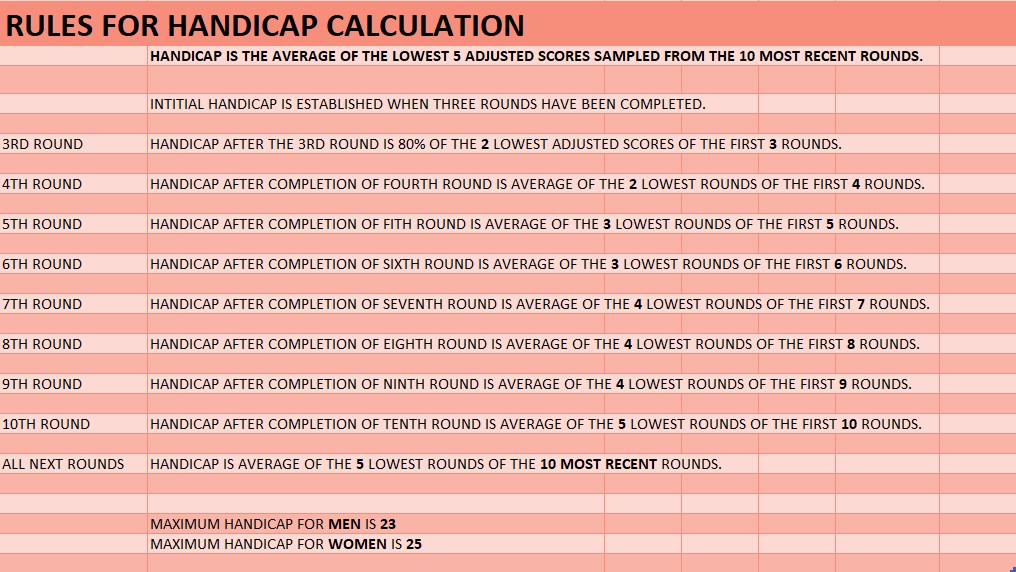 RULES FOR HANDICAP CALCULATION
HANDICAP IS THE AVERAGE OF THE LOWEST 5 ADJUSTED SCORES SAMPLED FROM THE 10 MOST RECENT ROUNDS.
INTITIAL HANDICAP IS ESTABLISHED WHEN THREE ROUNDS HAVE BEEN COMPLETED.
3RD ROUND HANDICAP AFTER THE 3RD ROUND IS 80% OF THE 2 LOWEST ADJUSTED SCORES OF THE FIRST 3 ROUNDS.
4TH ROUND HANDICAP AFTER COMPLETION OF FOURTH ROUND IS AVERAGE OF THE 2 LOWEST ROUNDS OF THE FIRST 4 ROUNDS.
5TH ROUND HANDICAP AFTER COMPLETION OF FITH ROUND IS AVERAGE OF THE 3 LOWEST ROUNDS OF THE FIRST 5 ROUNDS.
6TH ROUND HANDICAP AFTER COMPLETION OF SIXTH ROUND IS AVERAGE OF THE 3 LOWEST ROUNDS OF THE FIRST 6 ROUNDS.
7TH ROUND HANDICAP AFTER COMPLETION OF SEVENTH ROUND IS AVERAGE OF THE 4 LOWEST ROUNDS OF THE FIRST 7 ROUNDS.
8TH ROUND HANDICAP AFTER COMPLETION OF EIGHTH ROUND IS AVERAGE OF THE 4 LOWEST ROUNDS OF THE FIRST 8 ROUNDS.
9TH ROUND HANDICAP AFTER COMPLETION OF NINTH ROUND IS AVERAGE OF THE 4 LOWEST ROUNDS OF THE FIRST 9 ROUNDS.
10TH ROUND HANDICAP AFTER COMPLETION OF TENTH ROUND IS AVERAGE OF THE 5 LOWEST ROUNDS OF THE FIRST 10 ROUNDS.
ALL NEXT ROUNDS HANDICAP IS AVERAGE OF THE 5 LOWEST ROUNDS OF THE 10 MOST RECENT ROUNDS.
MAXIMUM HANDICAP FOR MEN IS 23
MAXIMUM HANDICAP FOR WOMEN IS 25